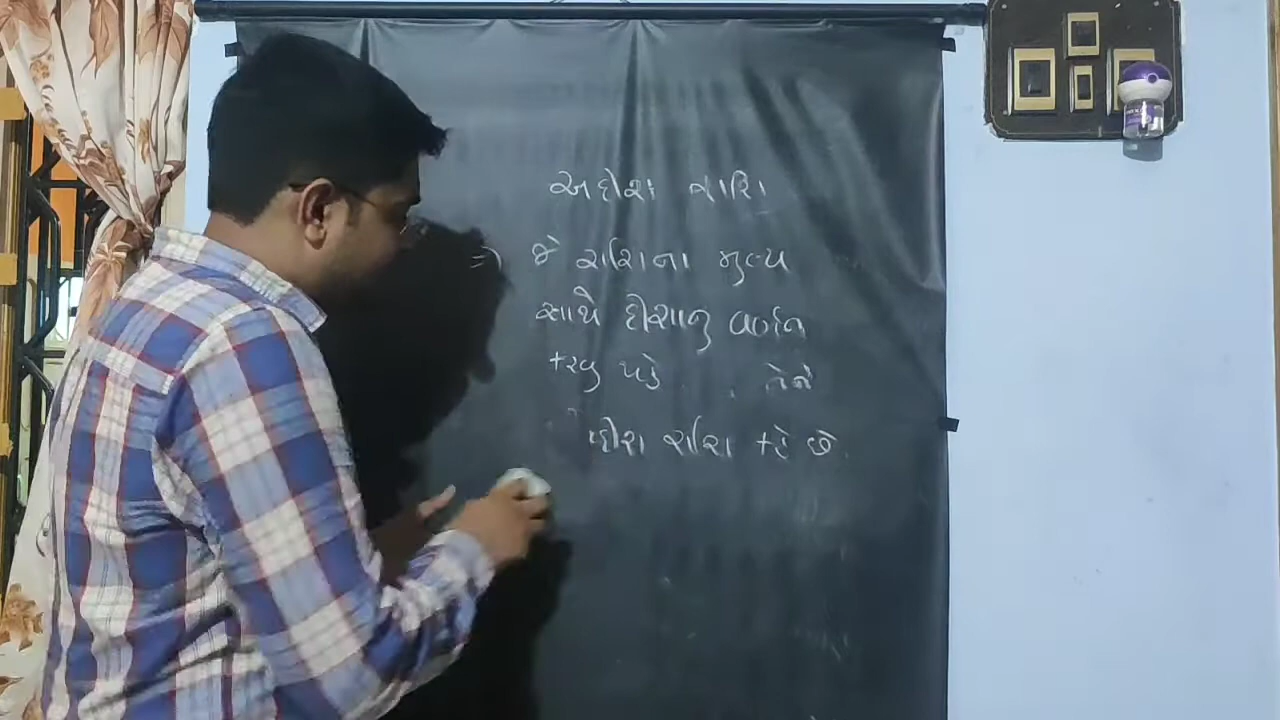 અદીશ રાશિ
⇒ જે રાશિના મુલ્ય
સાથે દીશાનુ વર્ણન
કરવુ પડે . તેને
દીશ રાશિ કહે છે.